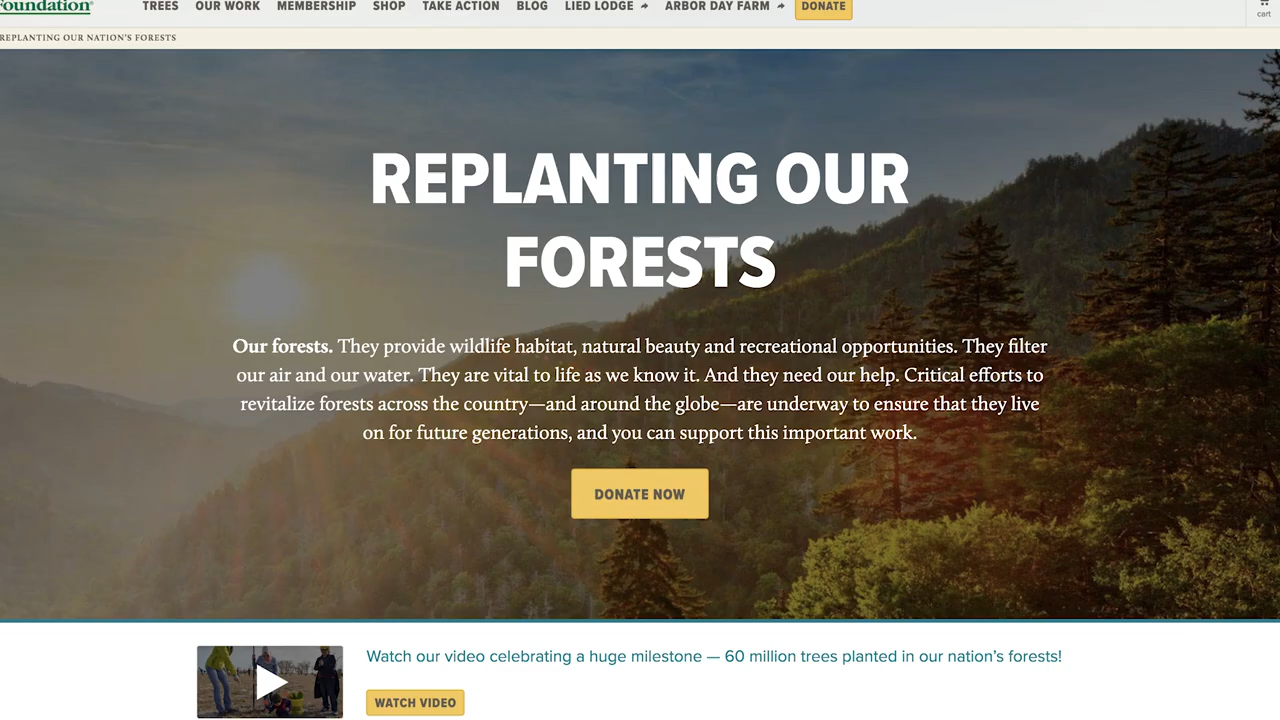 Foundation
TREES OUR WORK MEMBERSHIP SHOP TAKE ACTION BLOG LIED LODGE ARBOR DAY FARM DONATE
cart
REPLANTING OUR NATION'S FORESTS
REPLANTING OUR
FORESTS
Our forests. They provide wildlife habitat, natural beauty and recreational opportunities. They filter
our air and our water. They are vital to life as we know it. And they need our help. Critical efforts to
revitalize forests across the country—and around the globe—are underway to ensure that they live
on for future generations, and you can support this important work.
DONATE NOW
Watch our video celebrating a huge milestone — 60 million trees planted in our nation's forests!
WATCH VIDEO